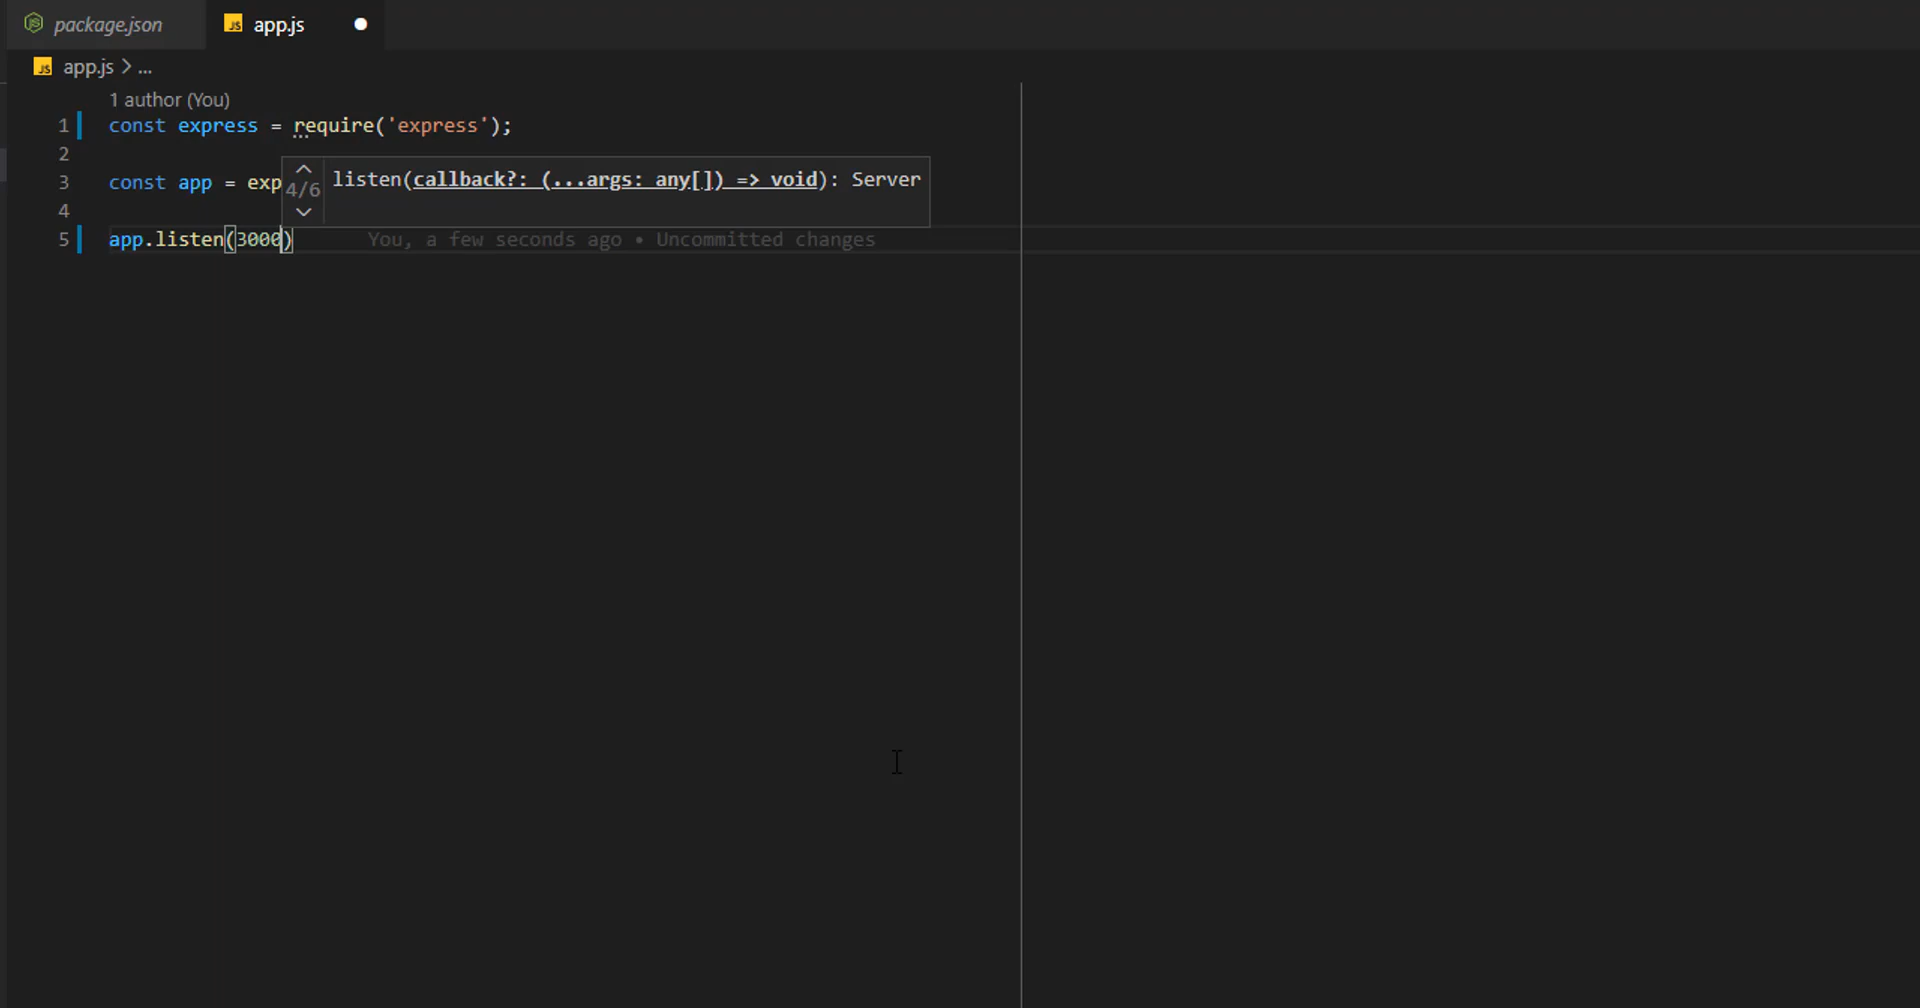 package.json
JS app.js
JS app.js > ...
1 author (You)
1 const express = require('express');
2
3 const app = exp
4/6 listen(callback?: (...args: any[]) => void): Server
4
5 app.listen(3000) You, a few seconds ago • Uncommitted changes